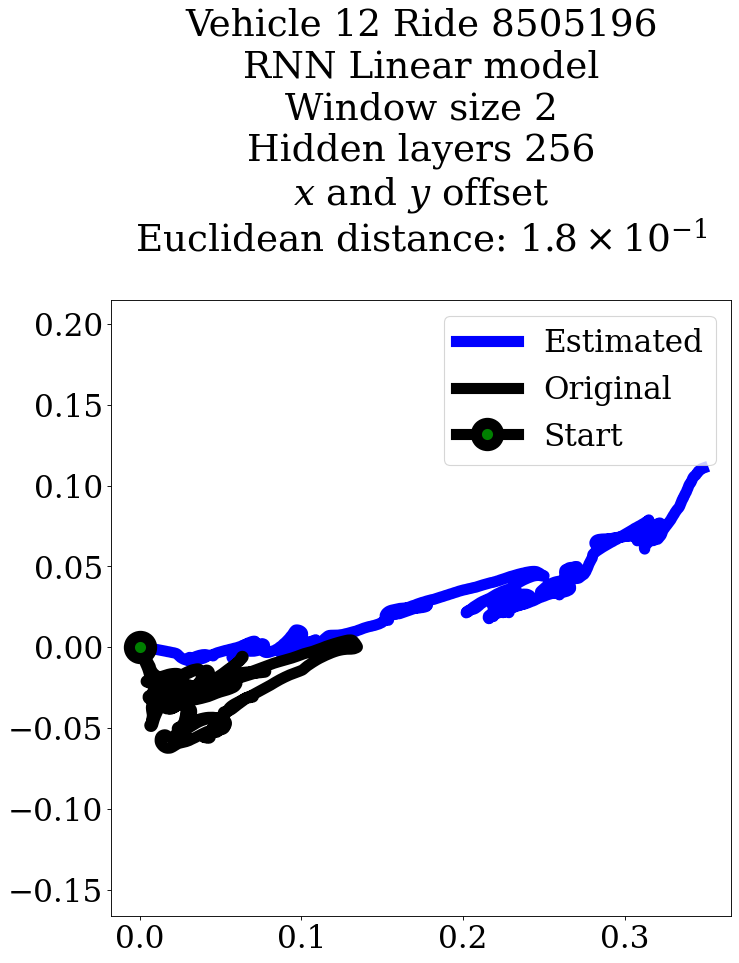 Vehicle 12 Ride 8505196
RNN Linear model
Window size 2
Hidden layers 256
x and y offset
Euclidean distance: 1.8 × 10⁻¹
Estimated
Original
Start
0.20
0.15
0.10
0.05
0.00
−0.05
−0.10
−0.15
0.0 0.1 0.2 0.3